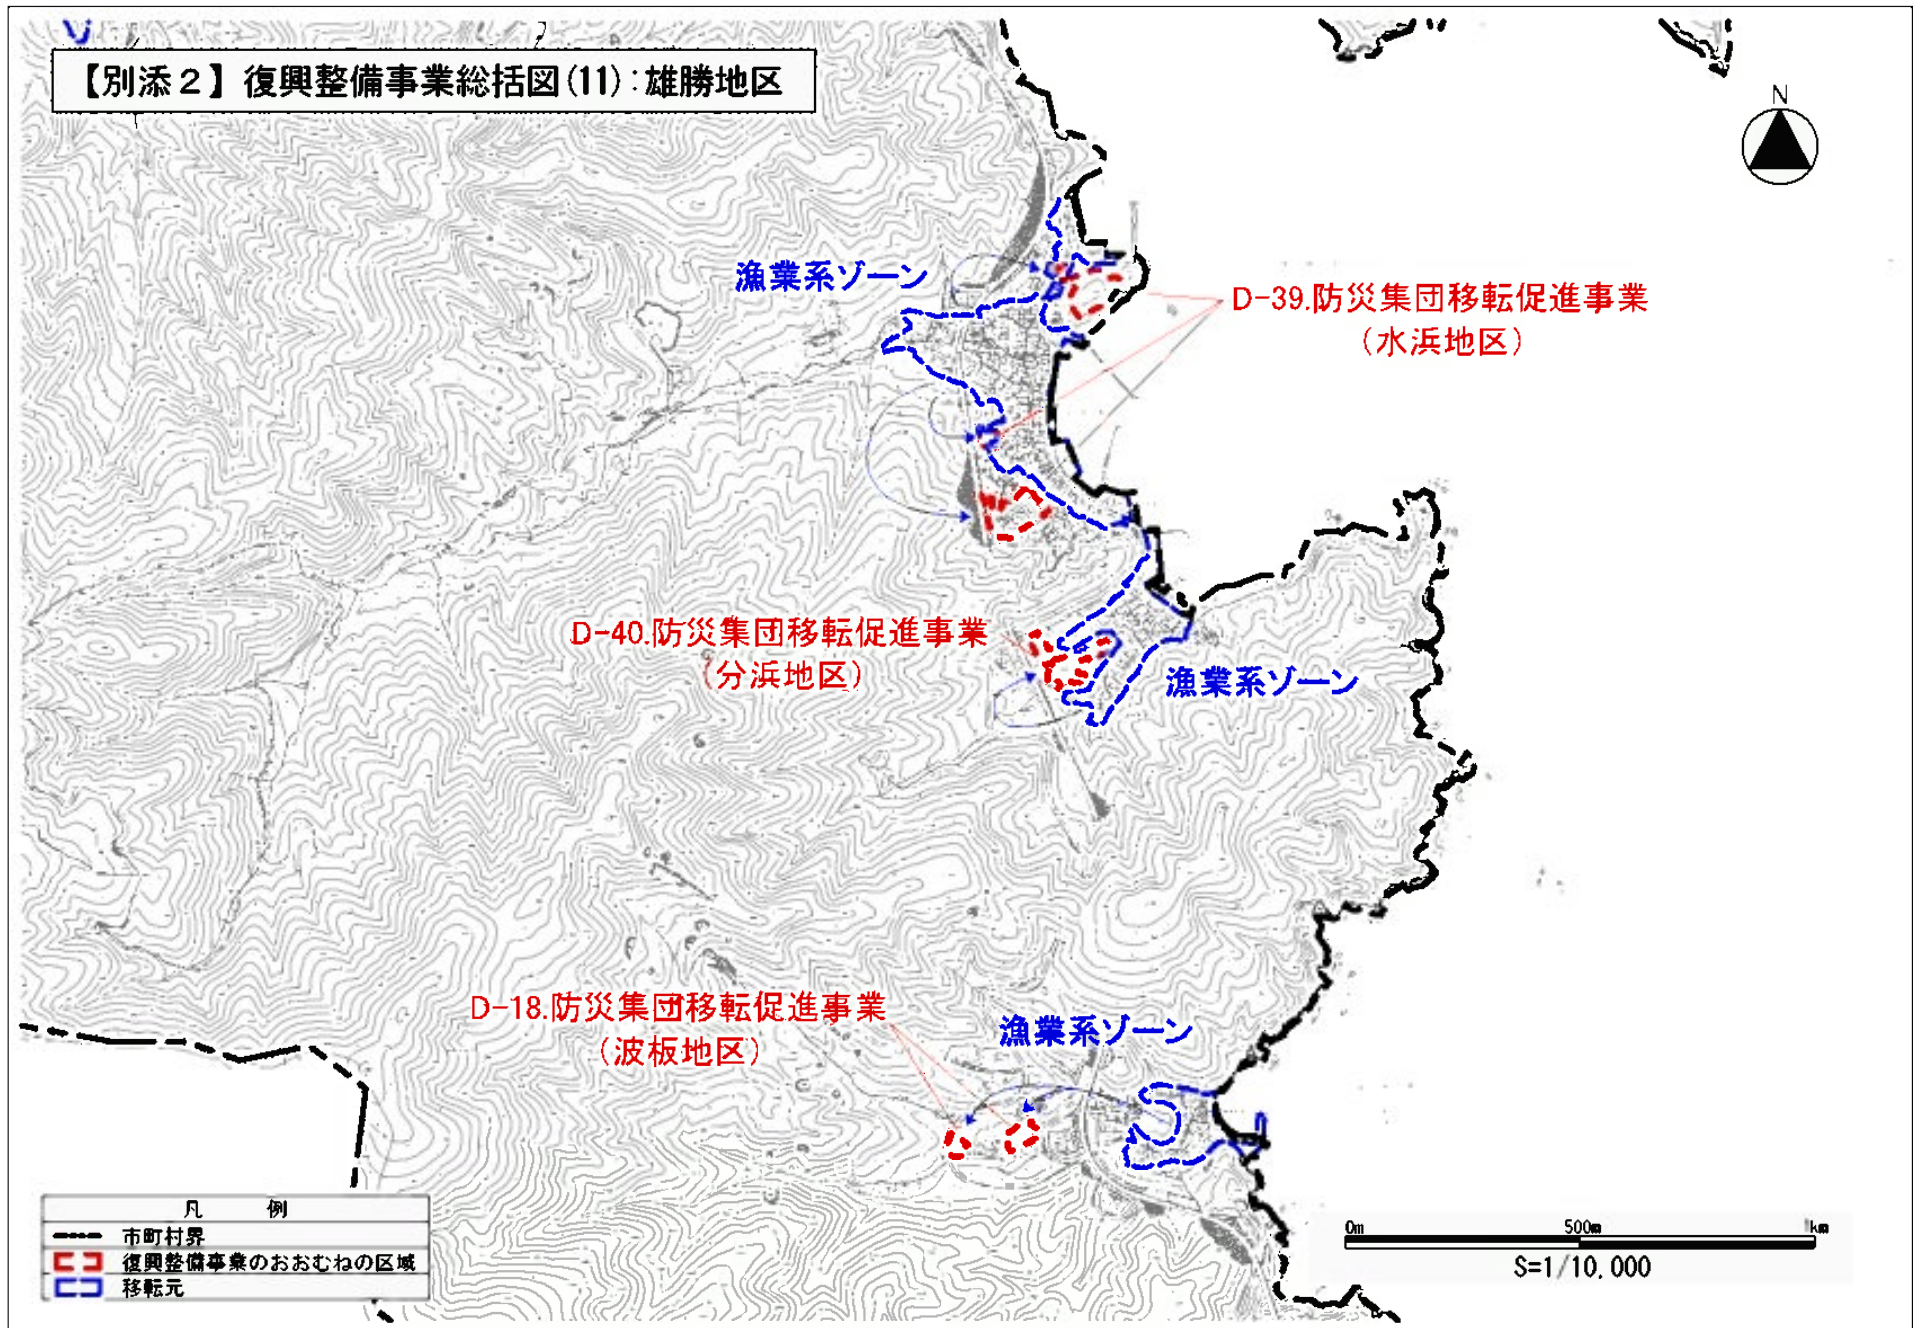 【別添２】復興整備事業総括図(11):雄勝地区
N
漁業系ゾーン
D-39.防災集団移転促進事業
(水浜地区)
D-40.防災集団移転促進事業
(分浜地区)
漁業系ゾーン
D-18.防災集団移転促進事業
(波板地区)
漁業系ゾーン
凡　例
市町村界
復興整備事業のおおむねの区域
移転元
0m 500m 1km
S=1/10,000